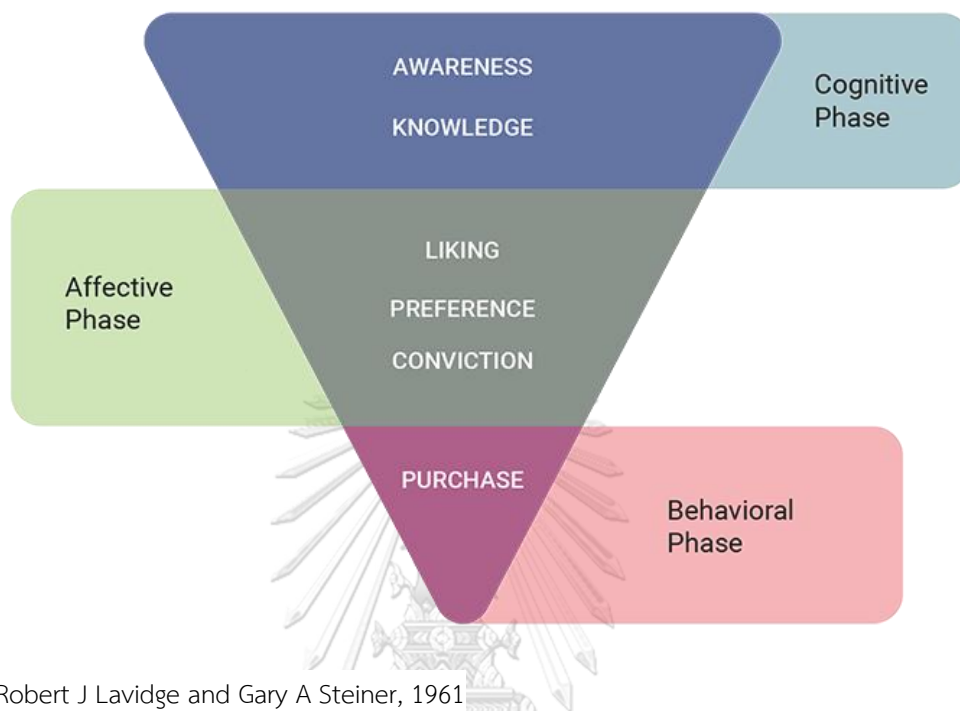 AWARENESS
KNOWLEDGE
Cognitive
Phase
LIKING
PREFERENCE
CONVICTION
Affective
Phase
PURCHASE
Behavioral
Phase
Robert J Lavidge and Gary A Steiner, 1961